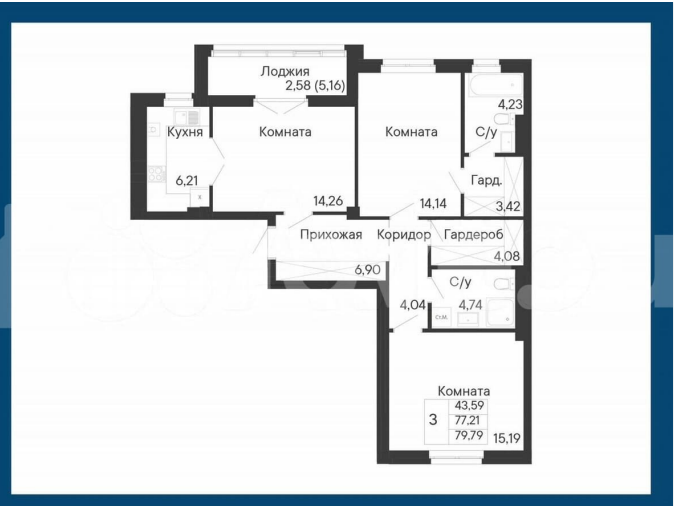 Лоджия
2,58 (5,16)
Кухня
6,21
Х
Комната
14,26
Комната
14,14
4,23
С/у
Гард.
3,42
Прихожая
6,90
Коридор
4,04
Гардероб
4,08
С/у
4,74
Ст.М.
Комната
3
43,59
77,21
79,79
15,19